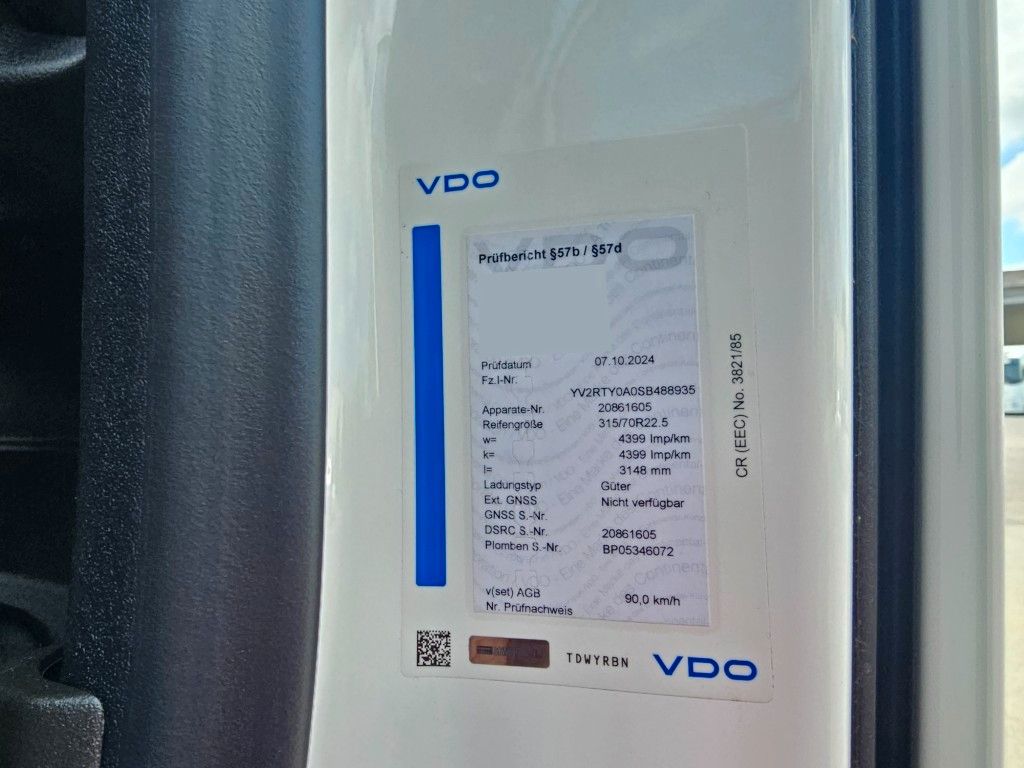 VDO
Prüfbericht §57b / §57d
Prüfdatum 07.10.2024
Fz.I-Nr.
YV2RTY0A0SB488935
Apparate-Nr. 20861605
Reifengröße 315/70R22.5
w= 4399 Imp/km
k= 4399 Imp/km
l= 3148 mm
Ladungstyp Güter
Ext. GNSS Nicht verfügbar
GNSS S.-Nr.
DSRC S.-Nr. 20861605
Plomben S.-Nr. BP05346072
v(set) AGB 90,0 km/h
Nr. Prüfnachweis
CR (EEC) No. 3821/85
TDWYRBN
VDO